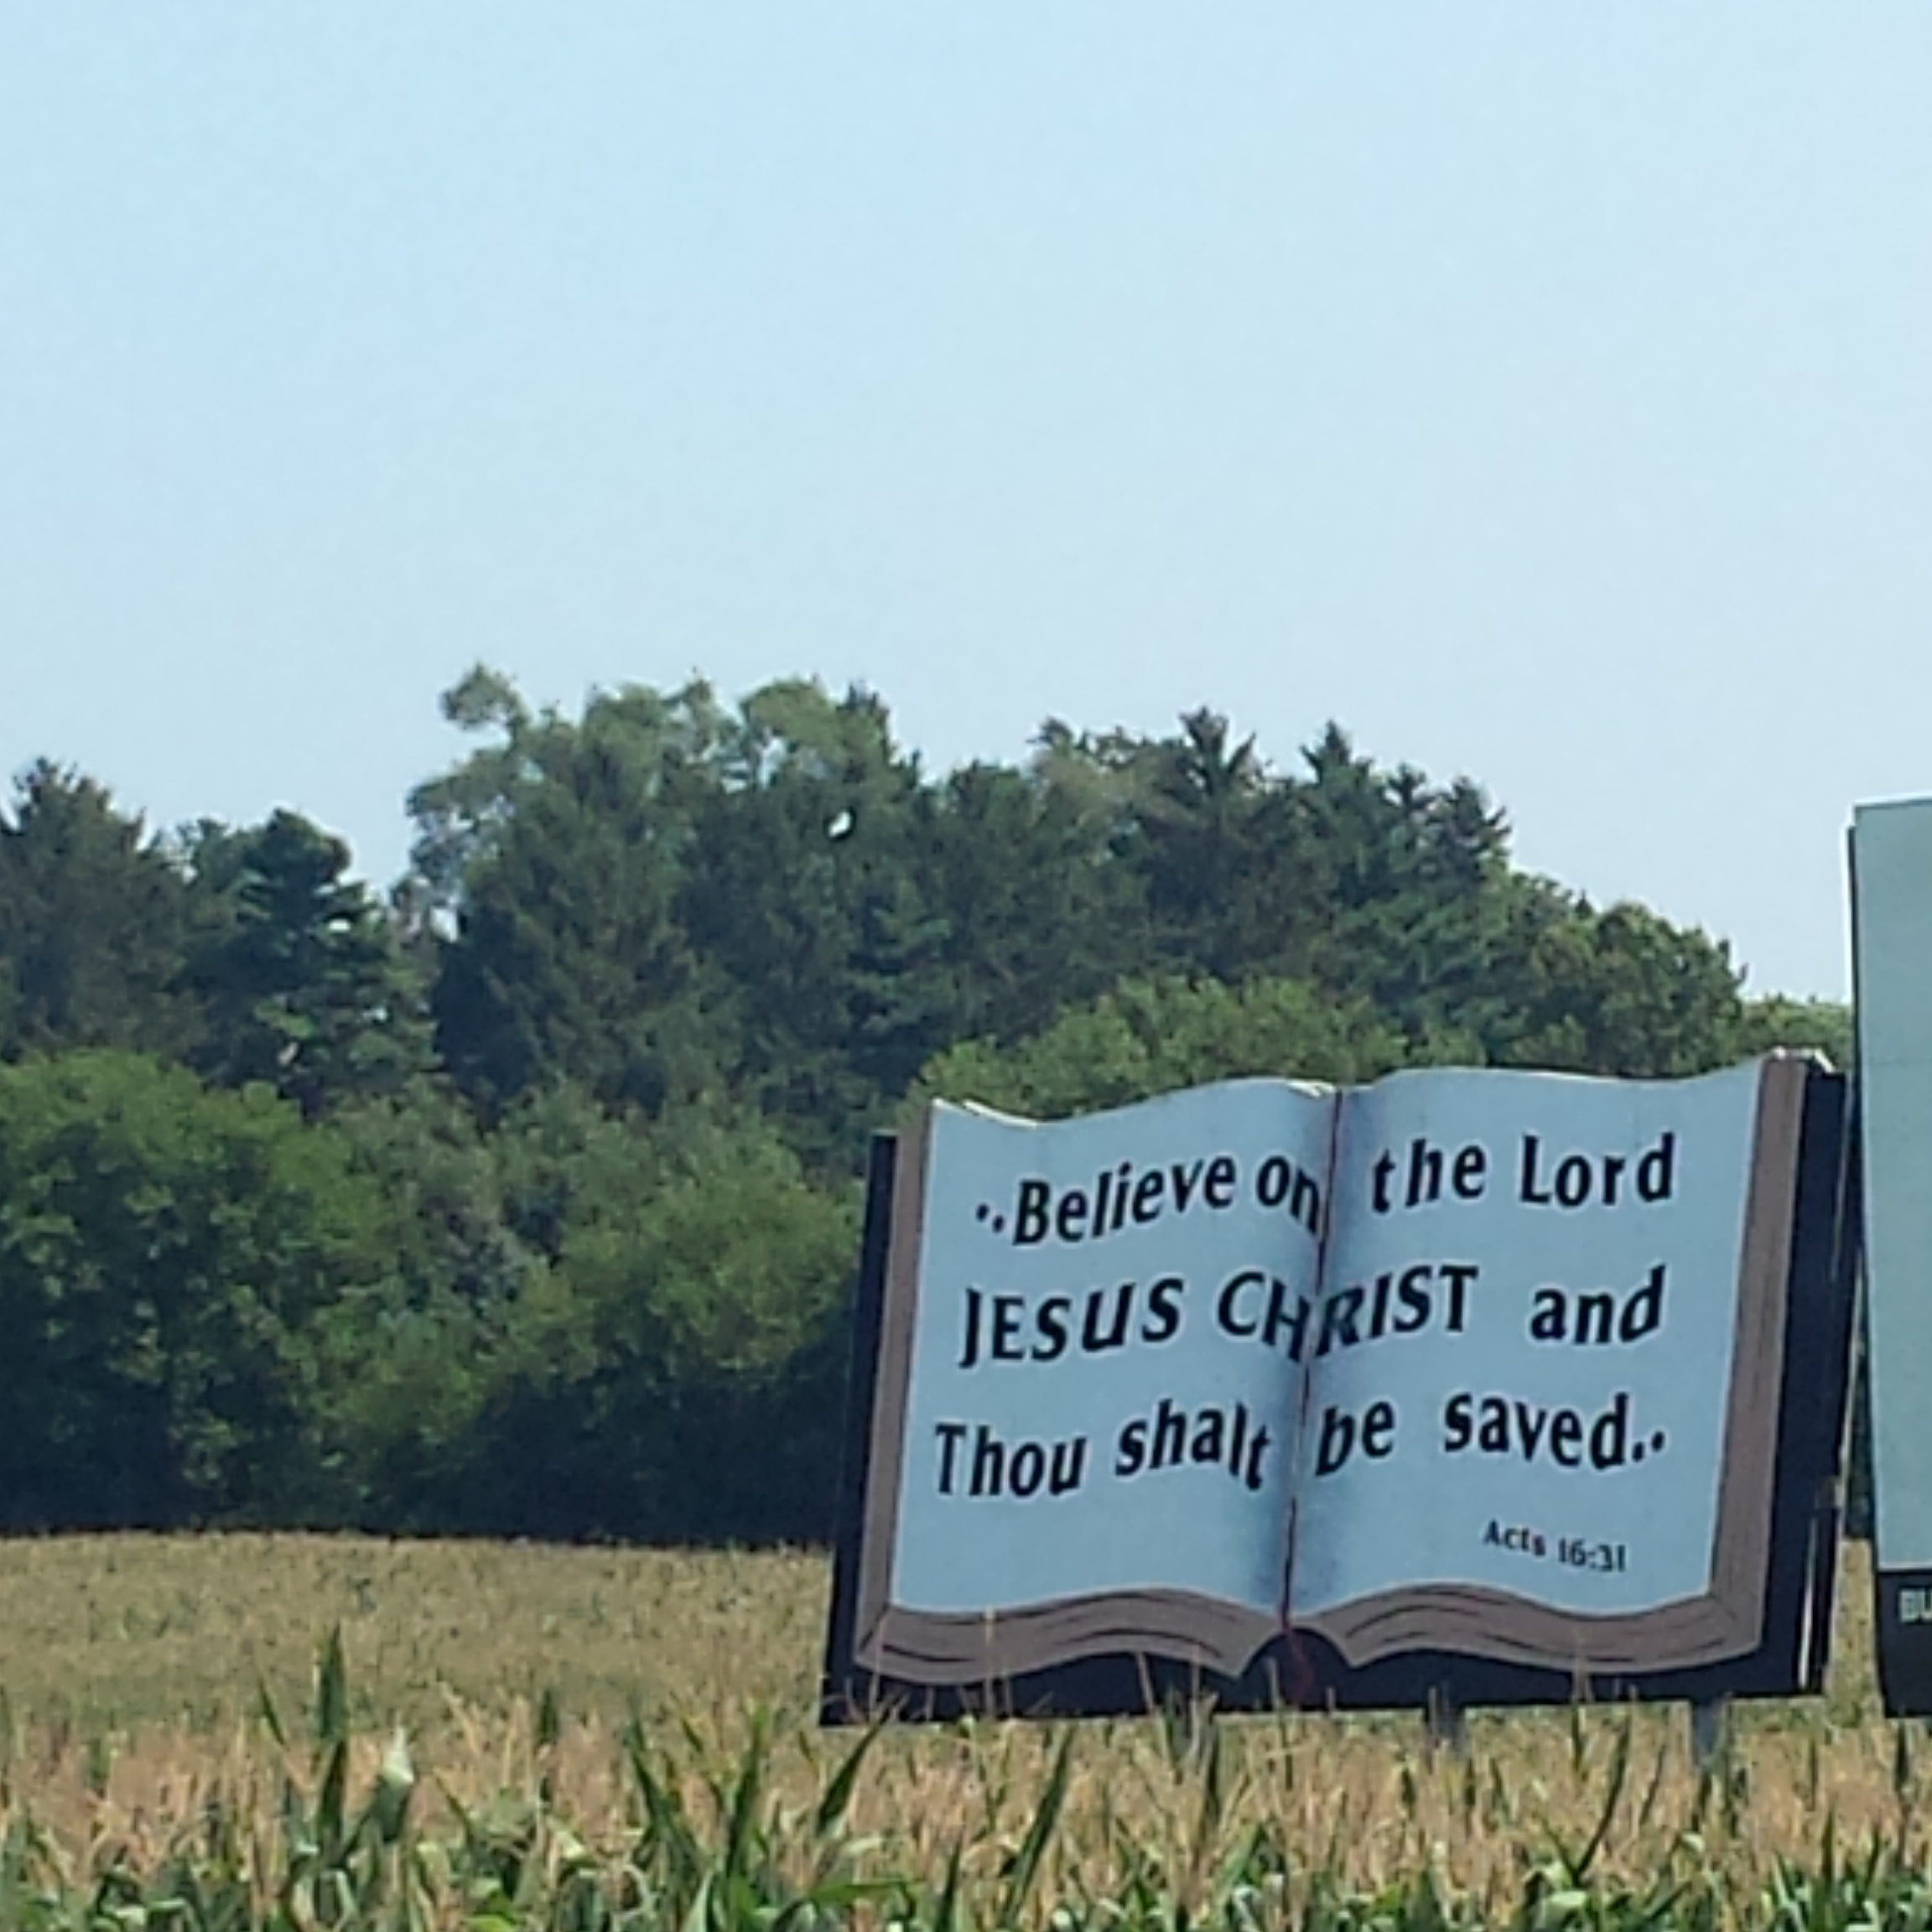 ..Believe on the Lord
JESUS CHRIST and
Thou shalt be saved..
Acts 16:31